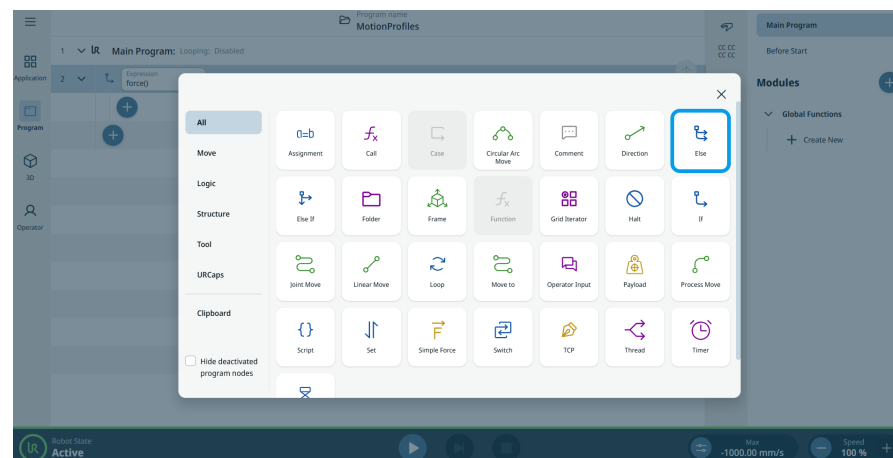 Program name
MotionProfiles
1 Main Program: Looping: Disabled
2 Expression
force()
Application
Program
3D
Operator
CC CC
CC CC
Main Program
Before Start
Modules
Global Functions
Create New
All
Move
Logic
Structure
Tool
URCaps
Clipboard
Hide deactivated
program nodes
a=b
Assignment
Call
Case
Circular Arc
Move
Comment
Direction
Else
Else If
Folder
Frame
Function
Grid Iterator
Halt
If
Joint Move
Linear Move
Loop
Move to
Operator Input
Payload
Process Move
Script
Set
Simple Force
Switch
TCP
Thread
Timer
Robot State
Active
Max
-1000.00 mm/s
Speed
100 %